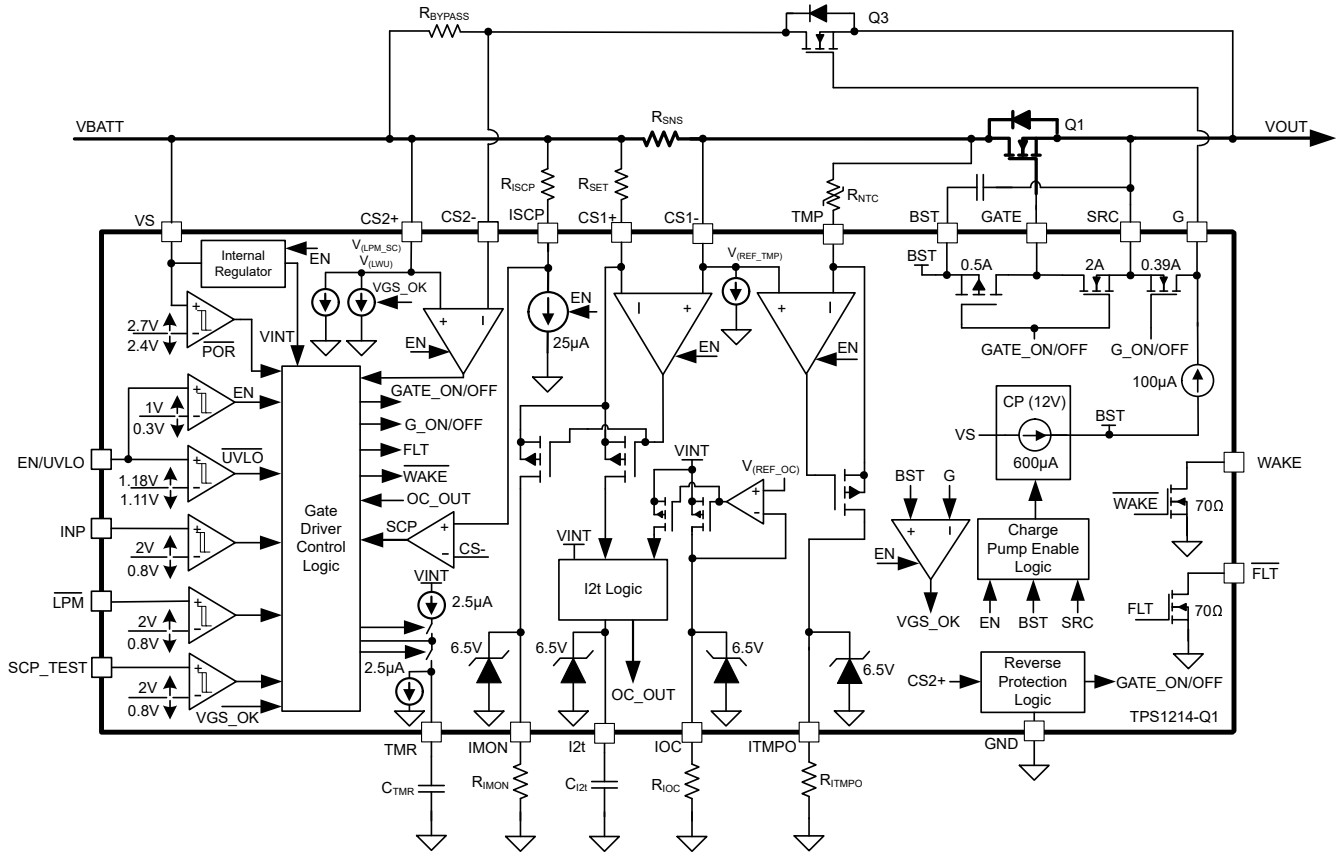 RBYPASS
Q3
VBATT
RSNS
Q1
VOUT
RISCP
RSET
RNTC
VS
CS2+
CS2-
ISCP
CS1+
CS1-
TMP
BST
GATE
SRC
G
Internal
Regulator
EN
V(LPM_SC)
V(LWU)
VGS_OK
V(REF_TMP)
BST
0.5A
2A
0.39A
2.7V
2.4V
POR
VINT
EN
25µA
EN
EN
EN
GATE_ON/OFF
G_ON/OFF
100µA
GATE_ON/OFF
G_ON/OFF
FLT
WAKE
OC_OUT
1V
0.3V
EN
EN/UVLO
1.18V
1.11V
UVLO
CP (12V)
VS
600µA
BST
VINT
V(REF_OC)
+
−
INP
2V
0.8V
Gate
Driver
Control
Logic
SCP
+
−
CS-
VINT
I2t Logic
BST
G
+
EN
VGS_OK
Charge
Pump Enable
Logic
EN
BST
SRC
WAKE
WAKE
70Ω
FLT
FLT
70Ω
LPM
2V
0.8V
VINT
2.5µA
2.5µA
SCP_TEST
2V
0.8V
VGS_OK
6.5V
6.5V
OC_OUT
6.5V
6.5V
CS2+
Reverse
Protection
Logic
GATE_ON/OFF
TPS1214-Q1
TMR
IMON
I2t
IOC
ITMPO
GND
CTMR
RIMON
CI2t
RIOC
RITMPO